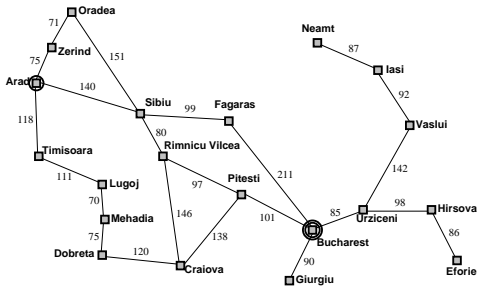 Oradea
71
Neamt
Zerind
87
75
151
Iasi
Arad
140
92
Sibiu
Fagaras
99
118
Vaslui
80
Rimnicu Vilcea
Timisoara
142
211
111
Lugoj
97
Pitesti
70
98
Hirsova
146
85
Mehadia
101
Urziceni
138
86
75
Bucharest
120
Dobreta
90
Craiova
Eforie
Giurgiu